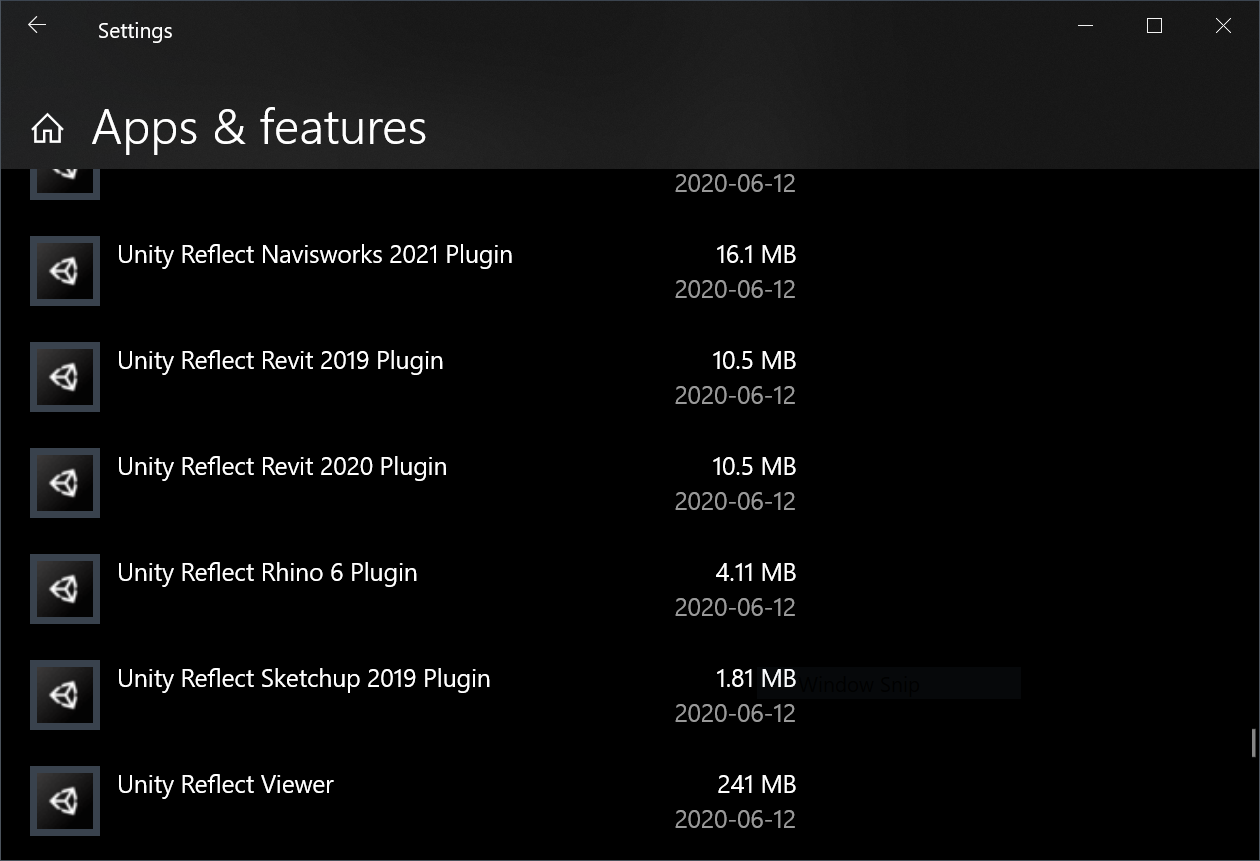 Settings
Apps & features
2020-06-12
Unity Reflect Navisworks 2021 Plugin 16.1 MB
2020-06-12
Unity Reflect Revit 2019 Plugin 10.5 MB
2020-06-12
Unity Reflect Revit 2020 Plugin 10.5 MB
2020-06-12
Unity Reflect Rhino 6 Plugin 4.11 MB
2020-06-12
Unity Reflect Sketchup 2019 Plugin 1.81 MB
Window Snip
2020-06-12
Unity Reflect Viewer 241 MB
2020-06-12